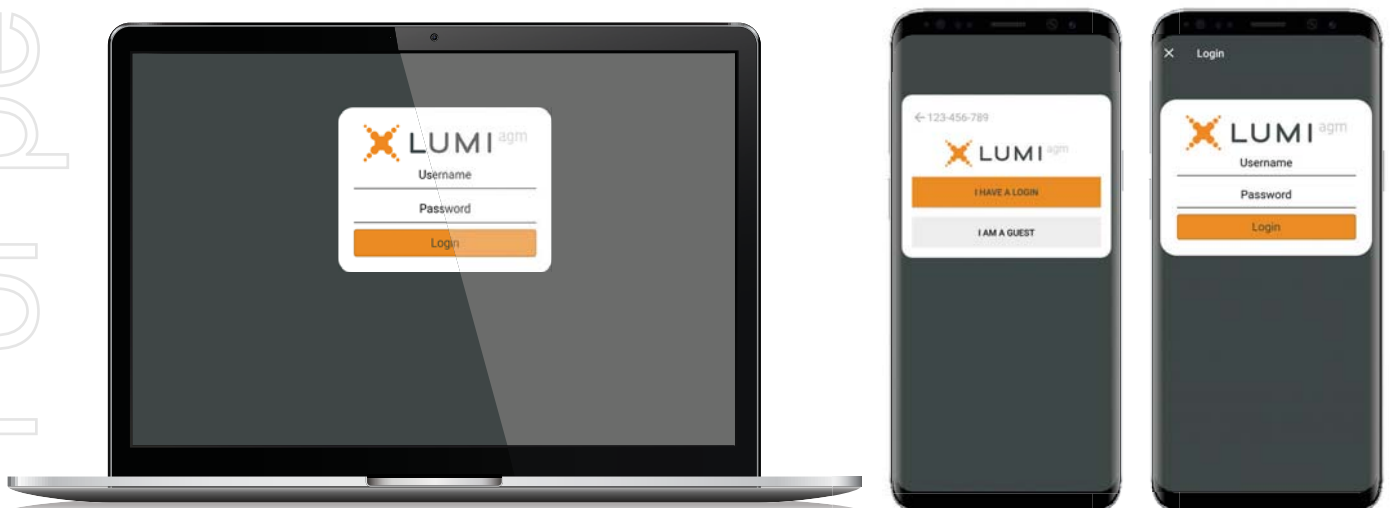 LUMI agm
Username
Password
Login
←123-456-789
LUMI agm
I HAVE A LOGIN
I AM A GUEST
× Login
LUMI agm
Username
Password
Login